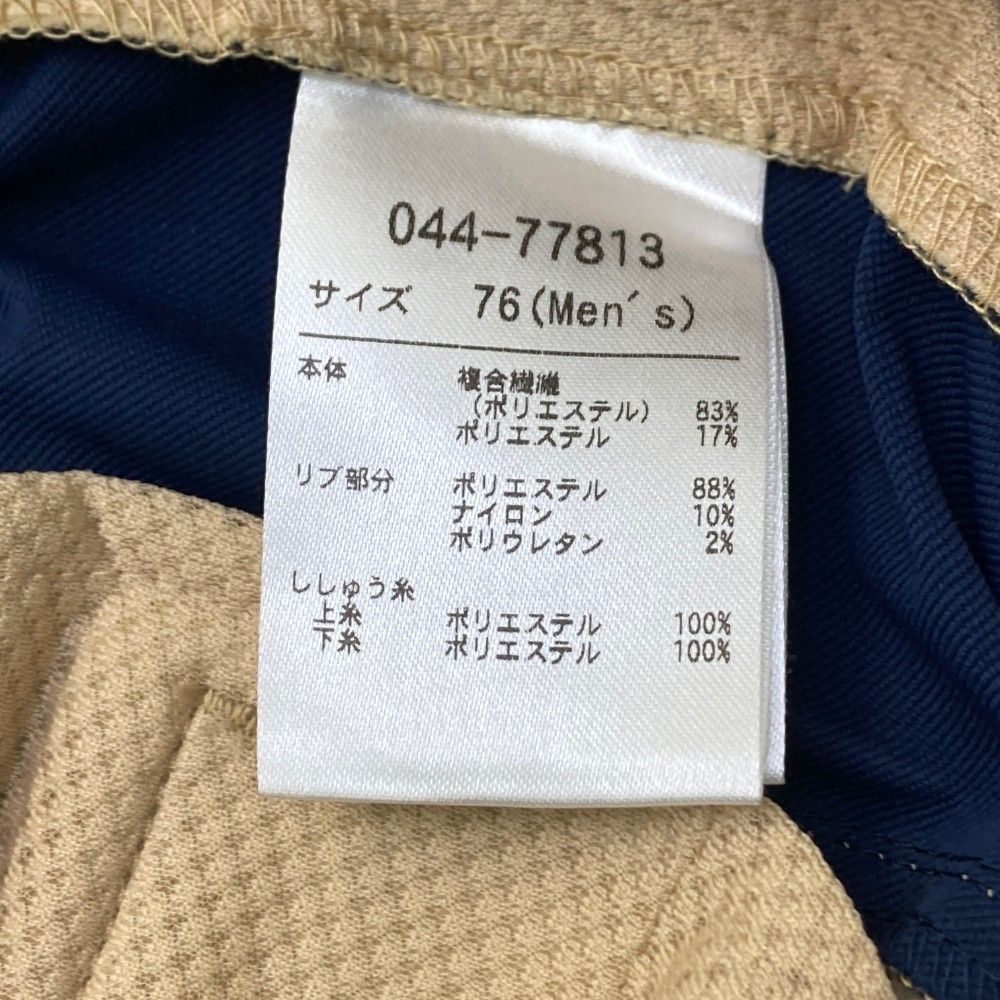 044-77813
サイズ 76(Men's)
本体 複合繊維
(ポリエステル) 83%
ポリエステル 17%
リブ部分 ポリエステル 88%
ナイロン 10%
ポリウレタン 2%
ししゅう糸
上糸 ポリエステル 100%
下糸 ポリエステル 100%